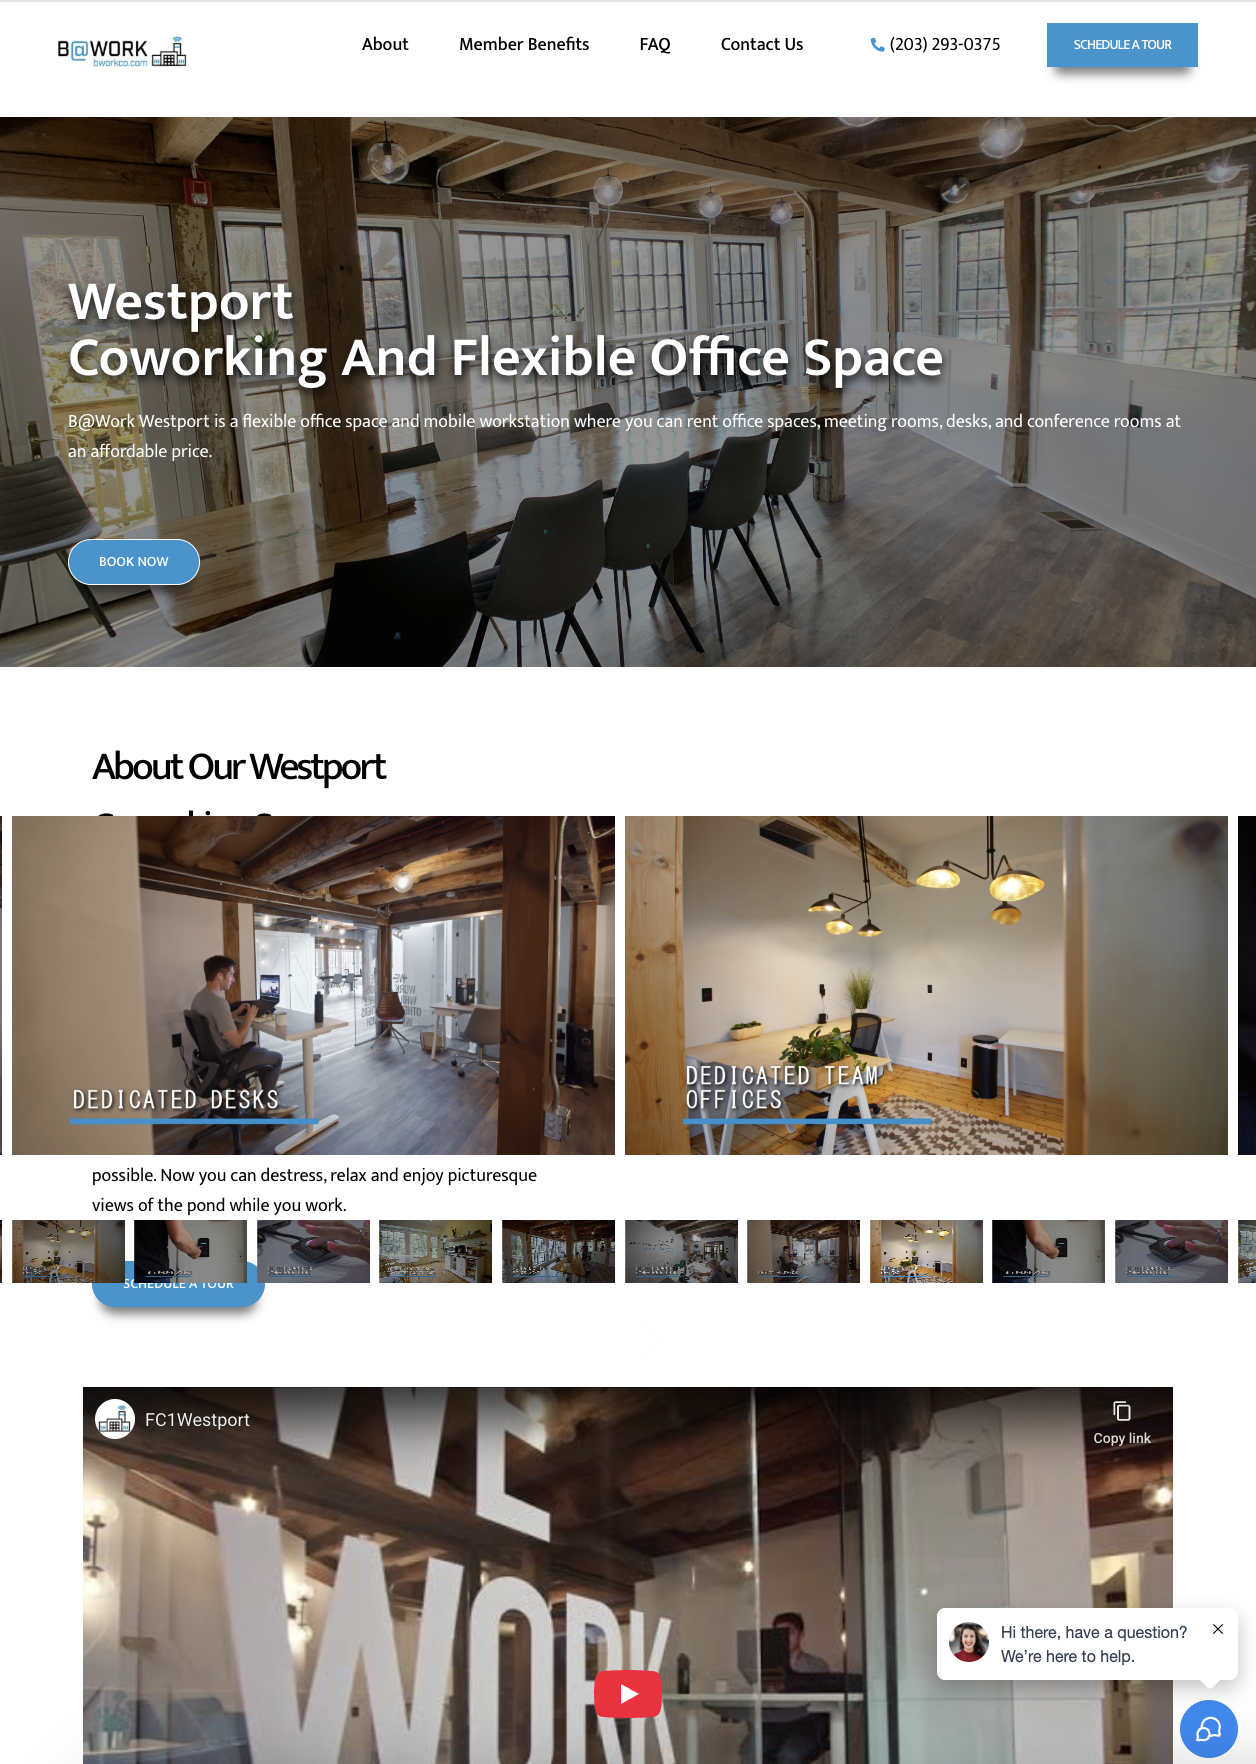 B@WORK
bworkco.com
About
Member Benefits
FAQ
Contact Us
(203) 293-0375
SCHEDULE A TOUR
Westport
Coworking And Flexible Office Space
B@Work Westport is a flexible office space and mobile workstation where you can rent office spaces, meeting rooms, desks, and conference rooms at
an affordable price.
BOOK NOW
About Our Westport
DEDICATED DESKS
DEDICATED TEAM
OFFICES
possible. Now you can destress, relax and enjoy picturesque
views of the pond while you work.
SCHEDULE A TOUR
FC1Westport
Copy link
WE
WORK
Hi there, have a question?
We're here to help.